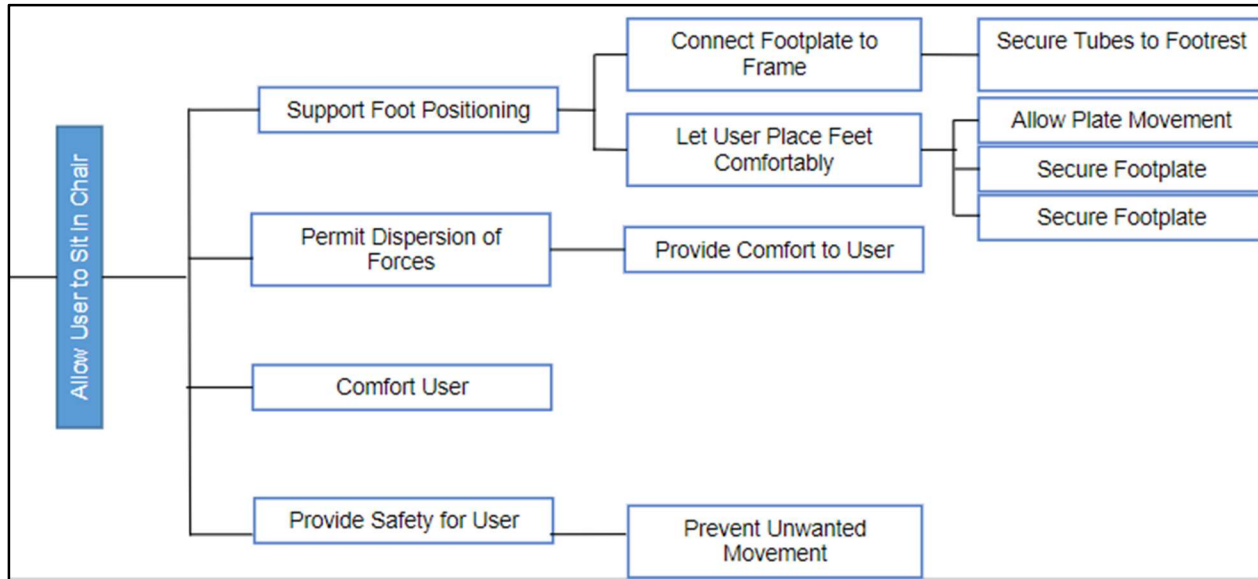 Allow User to Sit In Chair
Support Foot Positioning
Connect Footplate to
Frame
Secure Tubes to Footrest
Let User Place Feet
Comfortably
Allow Plate Movement
Secure Footplate
Secure Footplate
Permit Dispersion of
Forces
Provide Comfort to User
Comfort User
Provide Safety for User
Prevent Unwanted
Movement